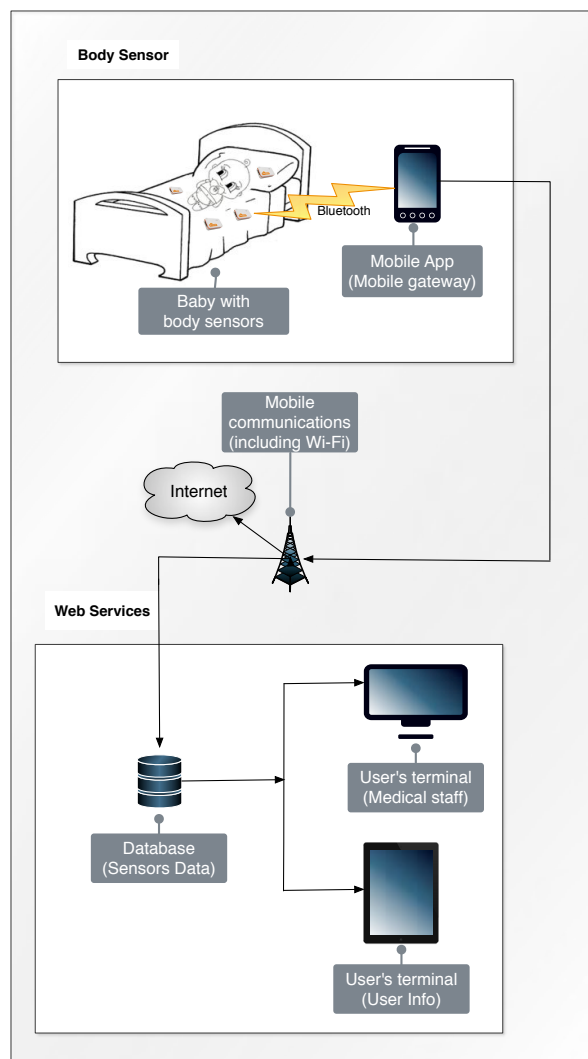 Body Sensor
Bluetooth
Mobile App
(Mobile gateway)
Baby with
body sensors
Mobile
communications
(including Wi-Fi)
Internet
Web Services
User's terminal
(Medical staff)
Database
(Sensors Data)
User's terminal
(User Info)